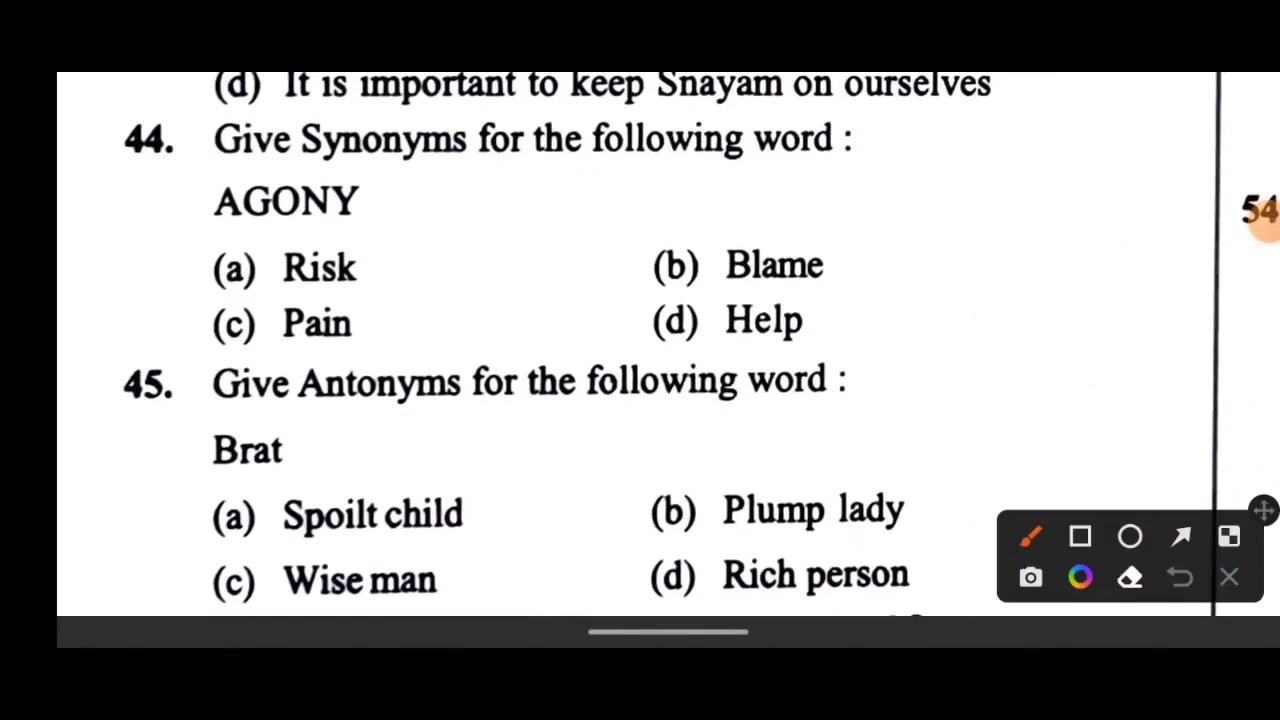 (d) It is important to keep Snayam on ourselves
44. Give Synonyms for the following word :
AGONY
(a) Risk (b) Blame
(c) Pain (d) Help
45. Give Antonyms for the following word :
Brat
(a) Spoilt child (b) Plump lady
(c) Wise man (d) Rich person
54